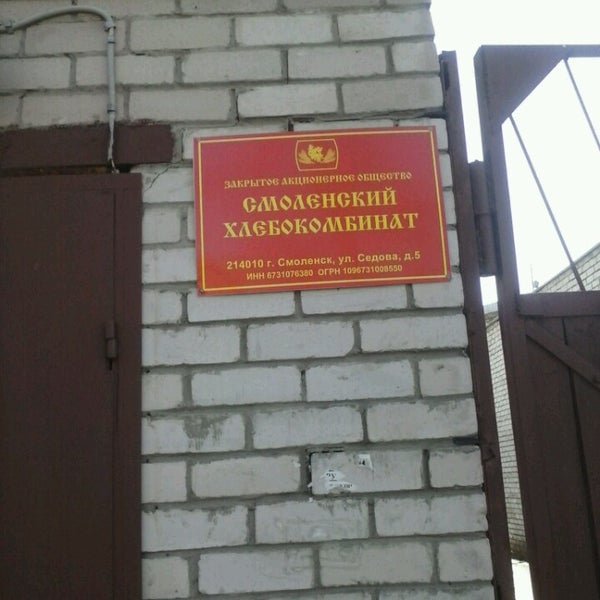 ЗАКРЫТОЕ АКЦИОНЕРНОЕ ОБЩЕСТВО
СМОЛЕНСКИЙ
ХЛЕБОКОМБИНАТ
214010 г. Смоленск, ул. Седова, д.5
ИНН 6731076380 ОГРН 1096731008550